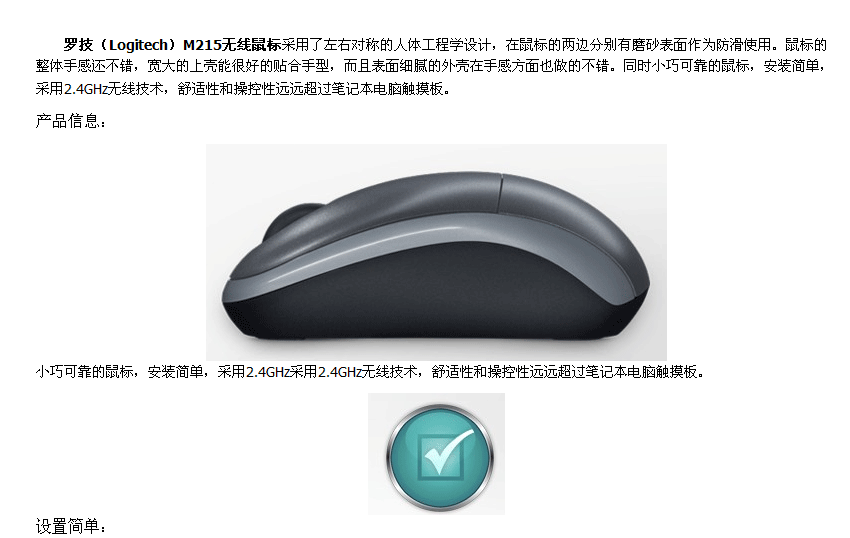 罗技（Logitech）M215无线鼠标采用了左右对称的人体工程学设计，在鼠标的两边分别有磨砂表面作为防滑使用。鼠标的
整体手感还不错，宽大的上壳能很好的贴合手型，而且表面细腻的外壳在手感方面也做的不错。同时小巧可靠的鼠标，安装简单，
采用2.4GHz无线技术，舒适性和操控性远远超过笔记本电脑触摸板。
产品信息：
小巧可靠的鼠标，安装简单，采用2.4GHz采用2.4GHz无线技术，舒适性和操控性远远超过笔记本电脑触摸板。
设置简单：